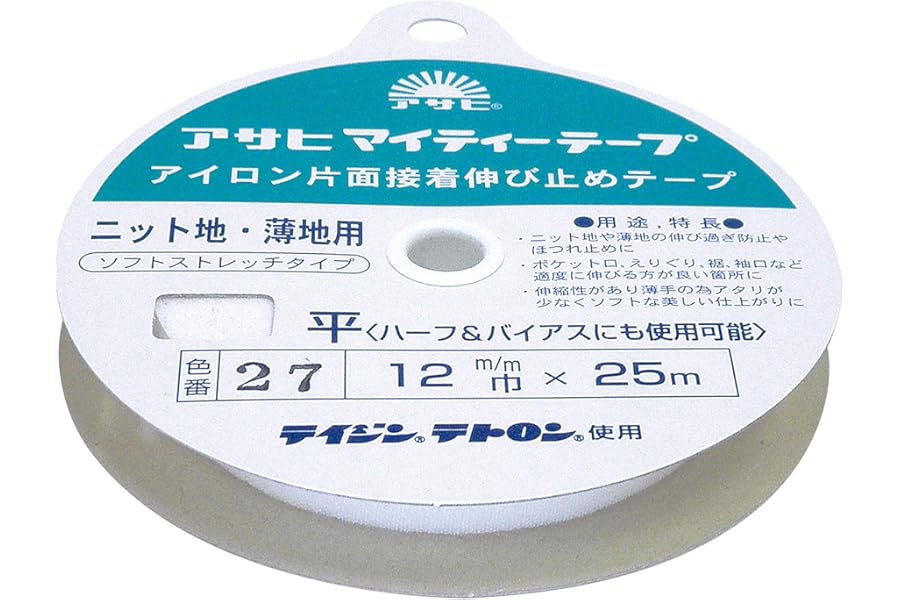 アサヒ®
アサヒマイティーテープ
アイロン片面接着伸び止めテープ
ニット地・薄地用
ソフトストレッチタイプ
●用途,特長●
・ニット地や薄地の伸び過ぎ防止や
ほつれ止めに
・ポケット口、えりぐり、裾、袖口など
適度に伸びる方が良い箇所に
・伸縮性があり薄手の為アタリが
少なくソフトな美しい仕上がりに
平〈ハーフ&バイアスにも使用可能〉
色番 27 12 m/m巾 × 25m
テイジン®テトロン®使用